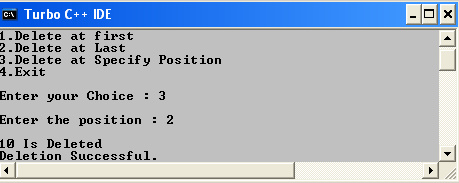 Turbo C++ IDE
1.Delete at first
2.Delete at Last
3.Delete at Specify Position
4.Exit
Enter your Choice : 3
Enter the position : 2
10 Is Deleted
Deletion Successful.